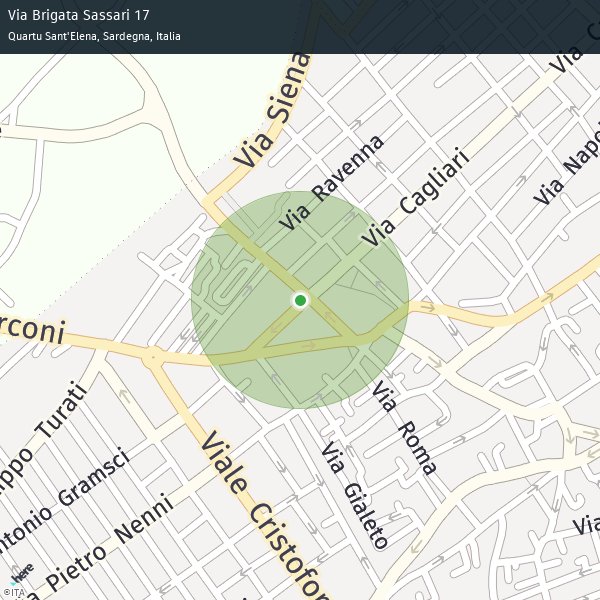 Via Brigata Sassari 17
Quartu Sant'Elena, Sardegna, Italia
Via Siena
Via Ravenna
Via Cagliari
Via
Via Napo
rconi
Via Roma
ppo Turati
ntonio Gramsci
Via Gialeto
Viale Cristofor
Pietro Nenni
Via
here
©ITA